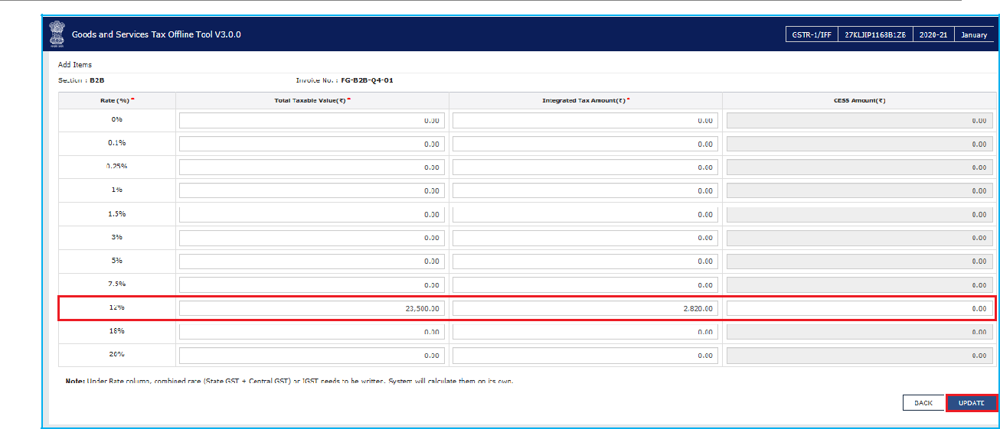 Goods and Services Tax Offline Tool V3.0.0
GSTR-1/IFF 27KLJIP1168B1ZB 2020-21 January
Add Items
Section : B2B Invoice No. : FG-B2B-Q4-01
Rate (%) * Total Taxable Value(₹) * Integrated Tax Amount(₹) * CESS Amount(₹)
0% 0.00 0.00 0.00
0.1% 0.00 0.00 0.00
0.25% 0.00 0.00 0.00
1% 0.00 0.00 0.00
1.5% 0.00 0.00 0.00
3% 0.00 0.00 0.00
5% 0.00 0.00 0.00
7.5% 0.00 0.00 0.00
12% 23,500.00 2,820.00 0.00
18% 0.00 0.00 0.00
28% 0.00 0.00 0.00
Note: Under Rate column, combined rate (State GST + Central GST) or IGST needs to be written. System will calculate them on its own.
BACK UPDATE